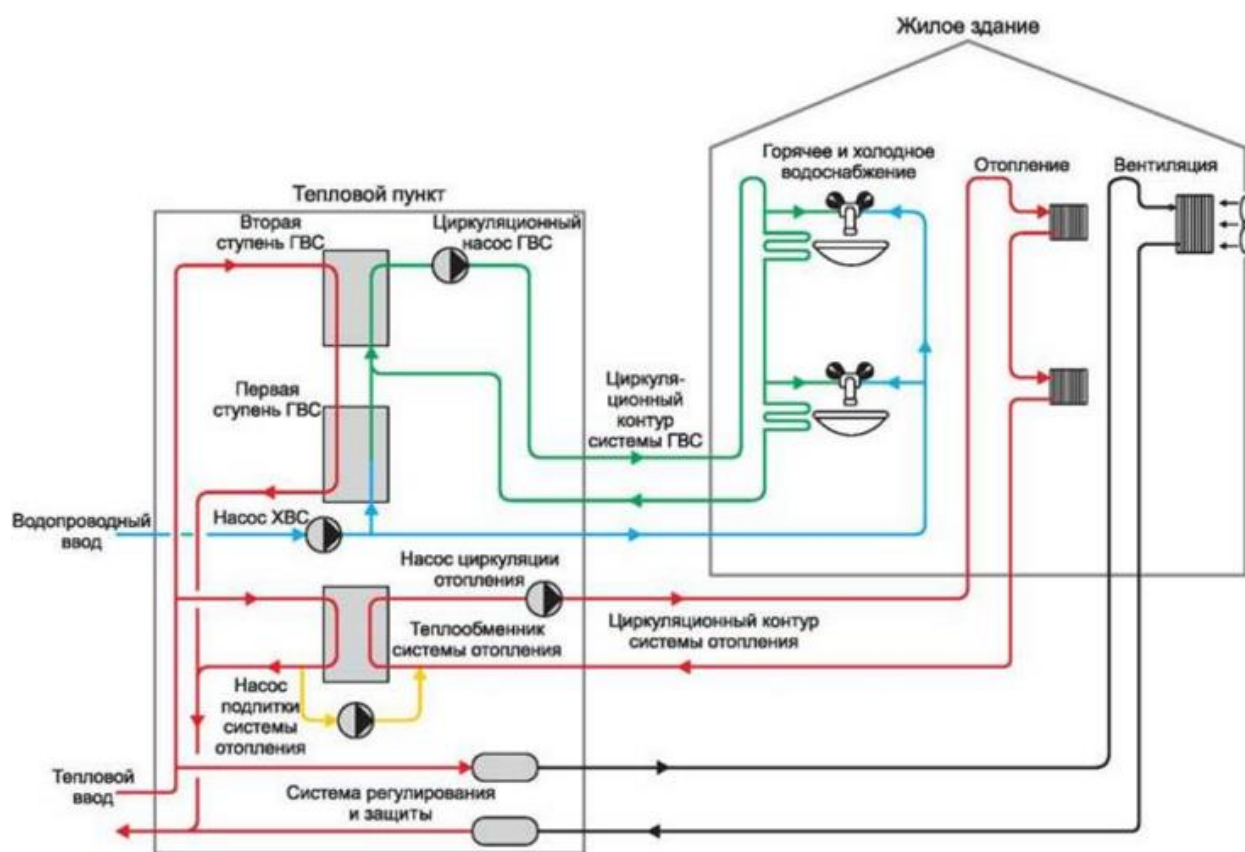 Жилое здание
Горячее и холодное
водоснабжение
Отопление
Вентиляция
Тепловой пункт
Вторая
ступень ГВС
Циркуляционный
насос ГВС
Первая
ступень ГВС
Циркуля-
ционный
контур
системы ГВС
Водопроводный
ввод
Насос ХВС
Насос циркуляции
отопления
Теплообменник
системы отопления
Циркуляционный контур
системы отопления
Насос
подпитки
системы
отопления
Тепловой
ввод
Система регулирования
и защиты